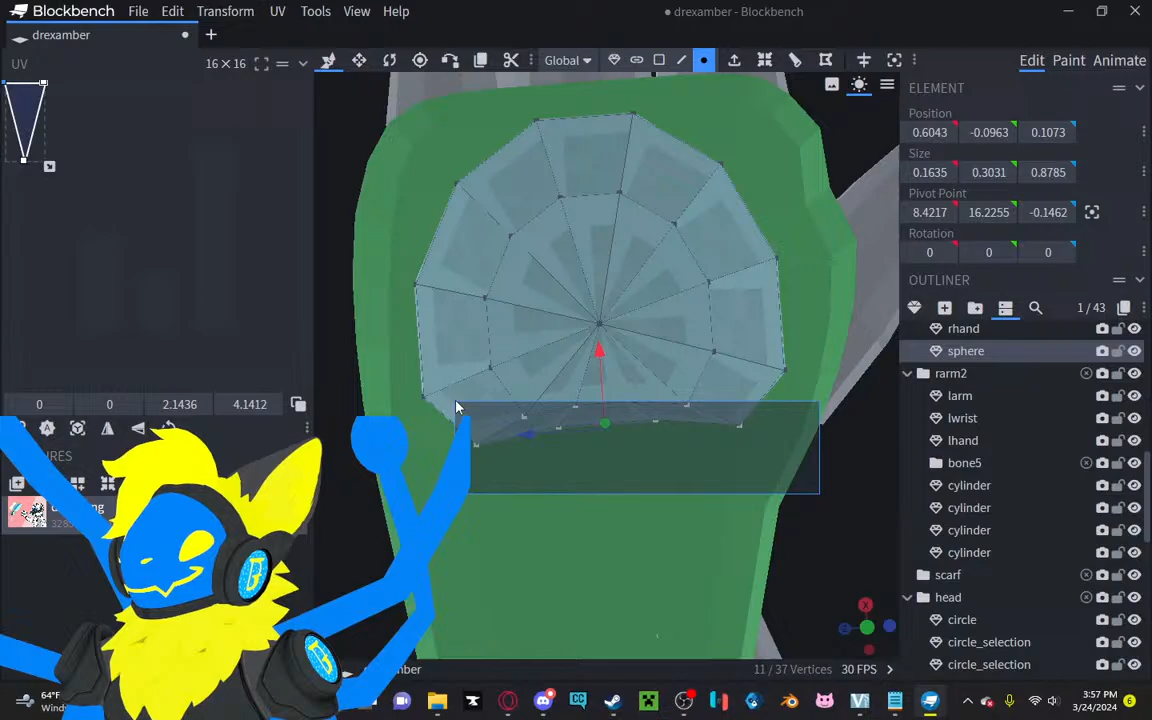 Blockbench File Edit Transform UV Tools View Help
drexamber - Blockbench
drexamber
UV 16×16
Global
Edit Paint Animate
ELEMENT
Position
0.6043 -0.0963 0.1073
Size
0.1635 0.3031 0.8785
Pivot Point
8.4217 16.2255 -0.1462
Rotation
0 0 0
OUTLINER
1 / 43
rhand
sphere
rarm2
larm
lwrist
lhand
bone5
cylinder
cylinder
cylinder
cylinder
scarf
head
circle
circle_selection
circle_selection
0 0 2.1436 4.1412
URES
amber 11 / 37 Vertices 30 FPS
64°F
Wind
3:57 PM
3/24/2024
6